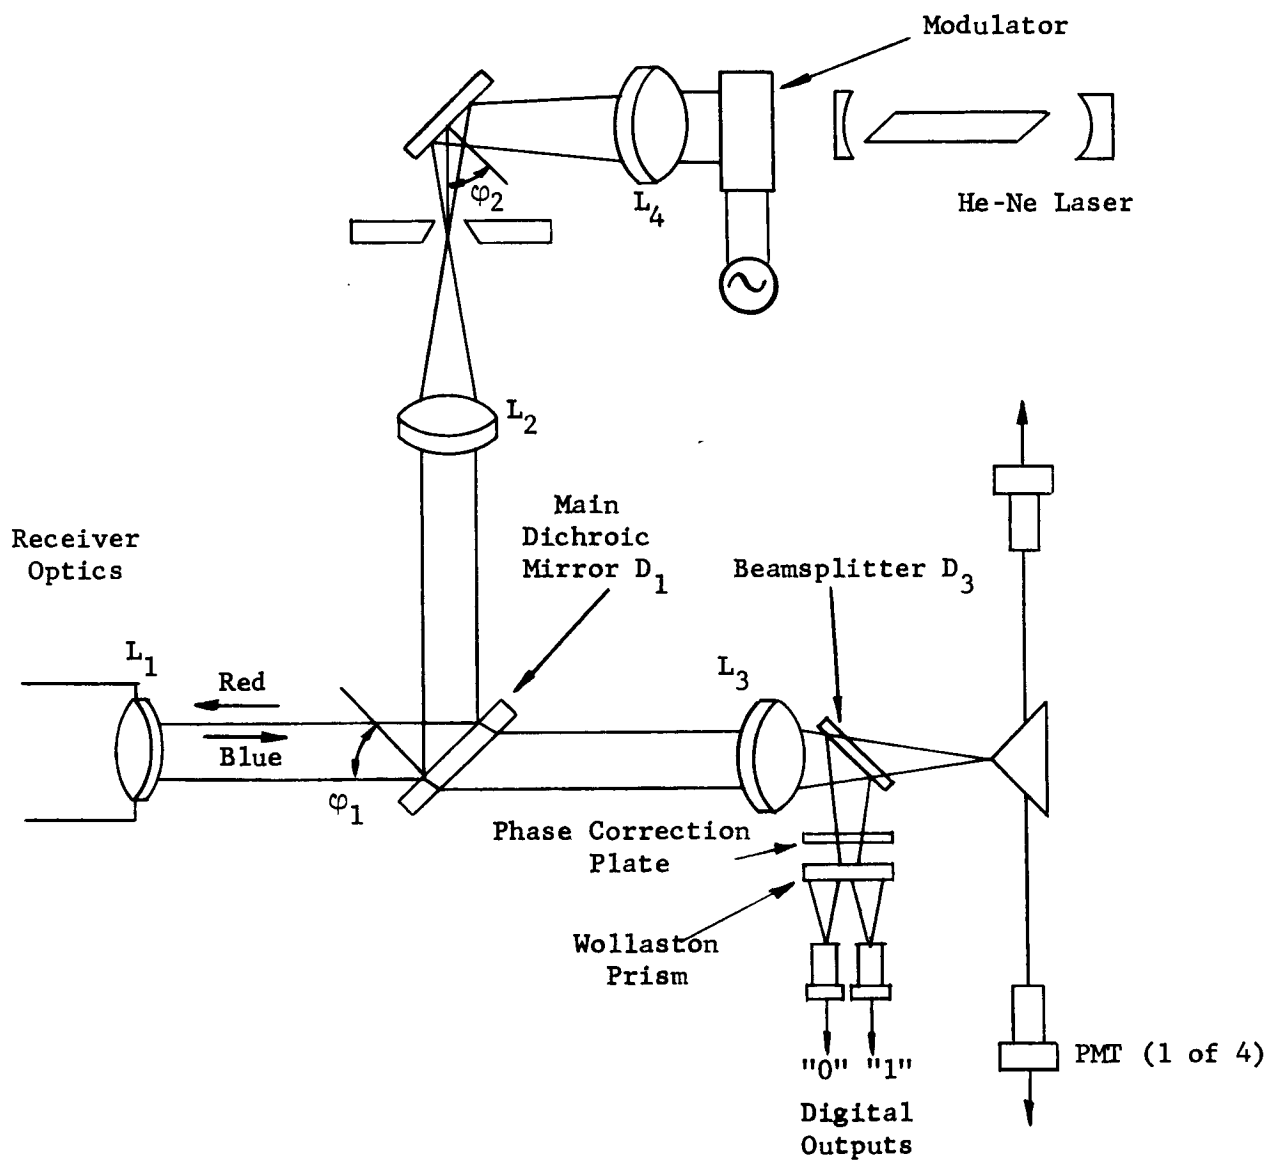 Modulator
φ2
L4
He-Ne Laser
L2
Receiver
Optics
Main
Dichroic
Mirror D1
Beamsplitter D3
L1
Red
Blue
φ1
L3
Phase Correction
Plate
Wollaston
Prism
"0" "1"
Digital
Outputs
PMT (1 of 4)